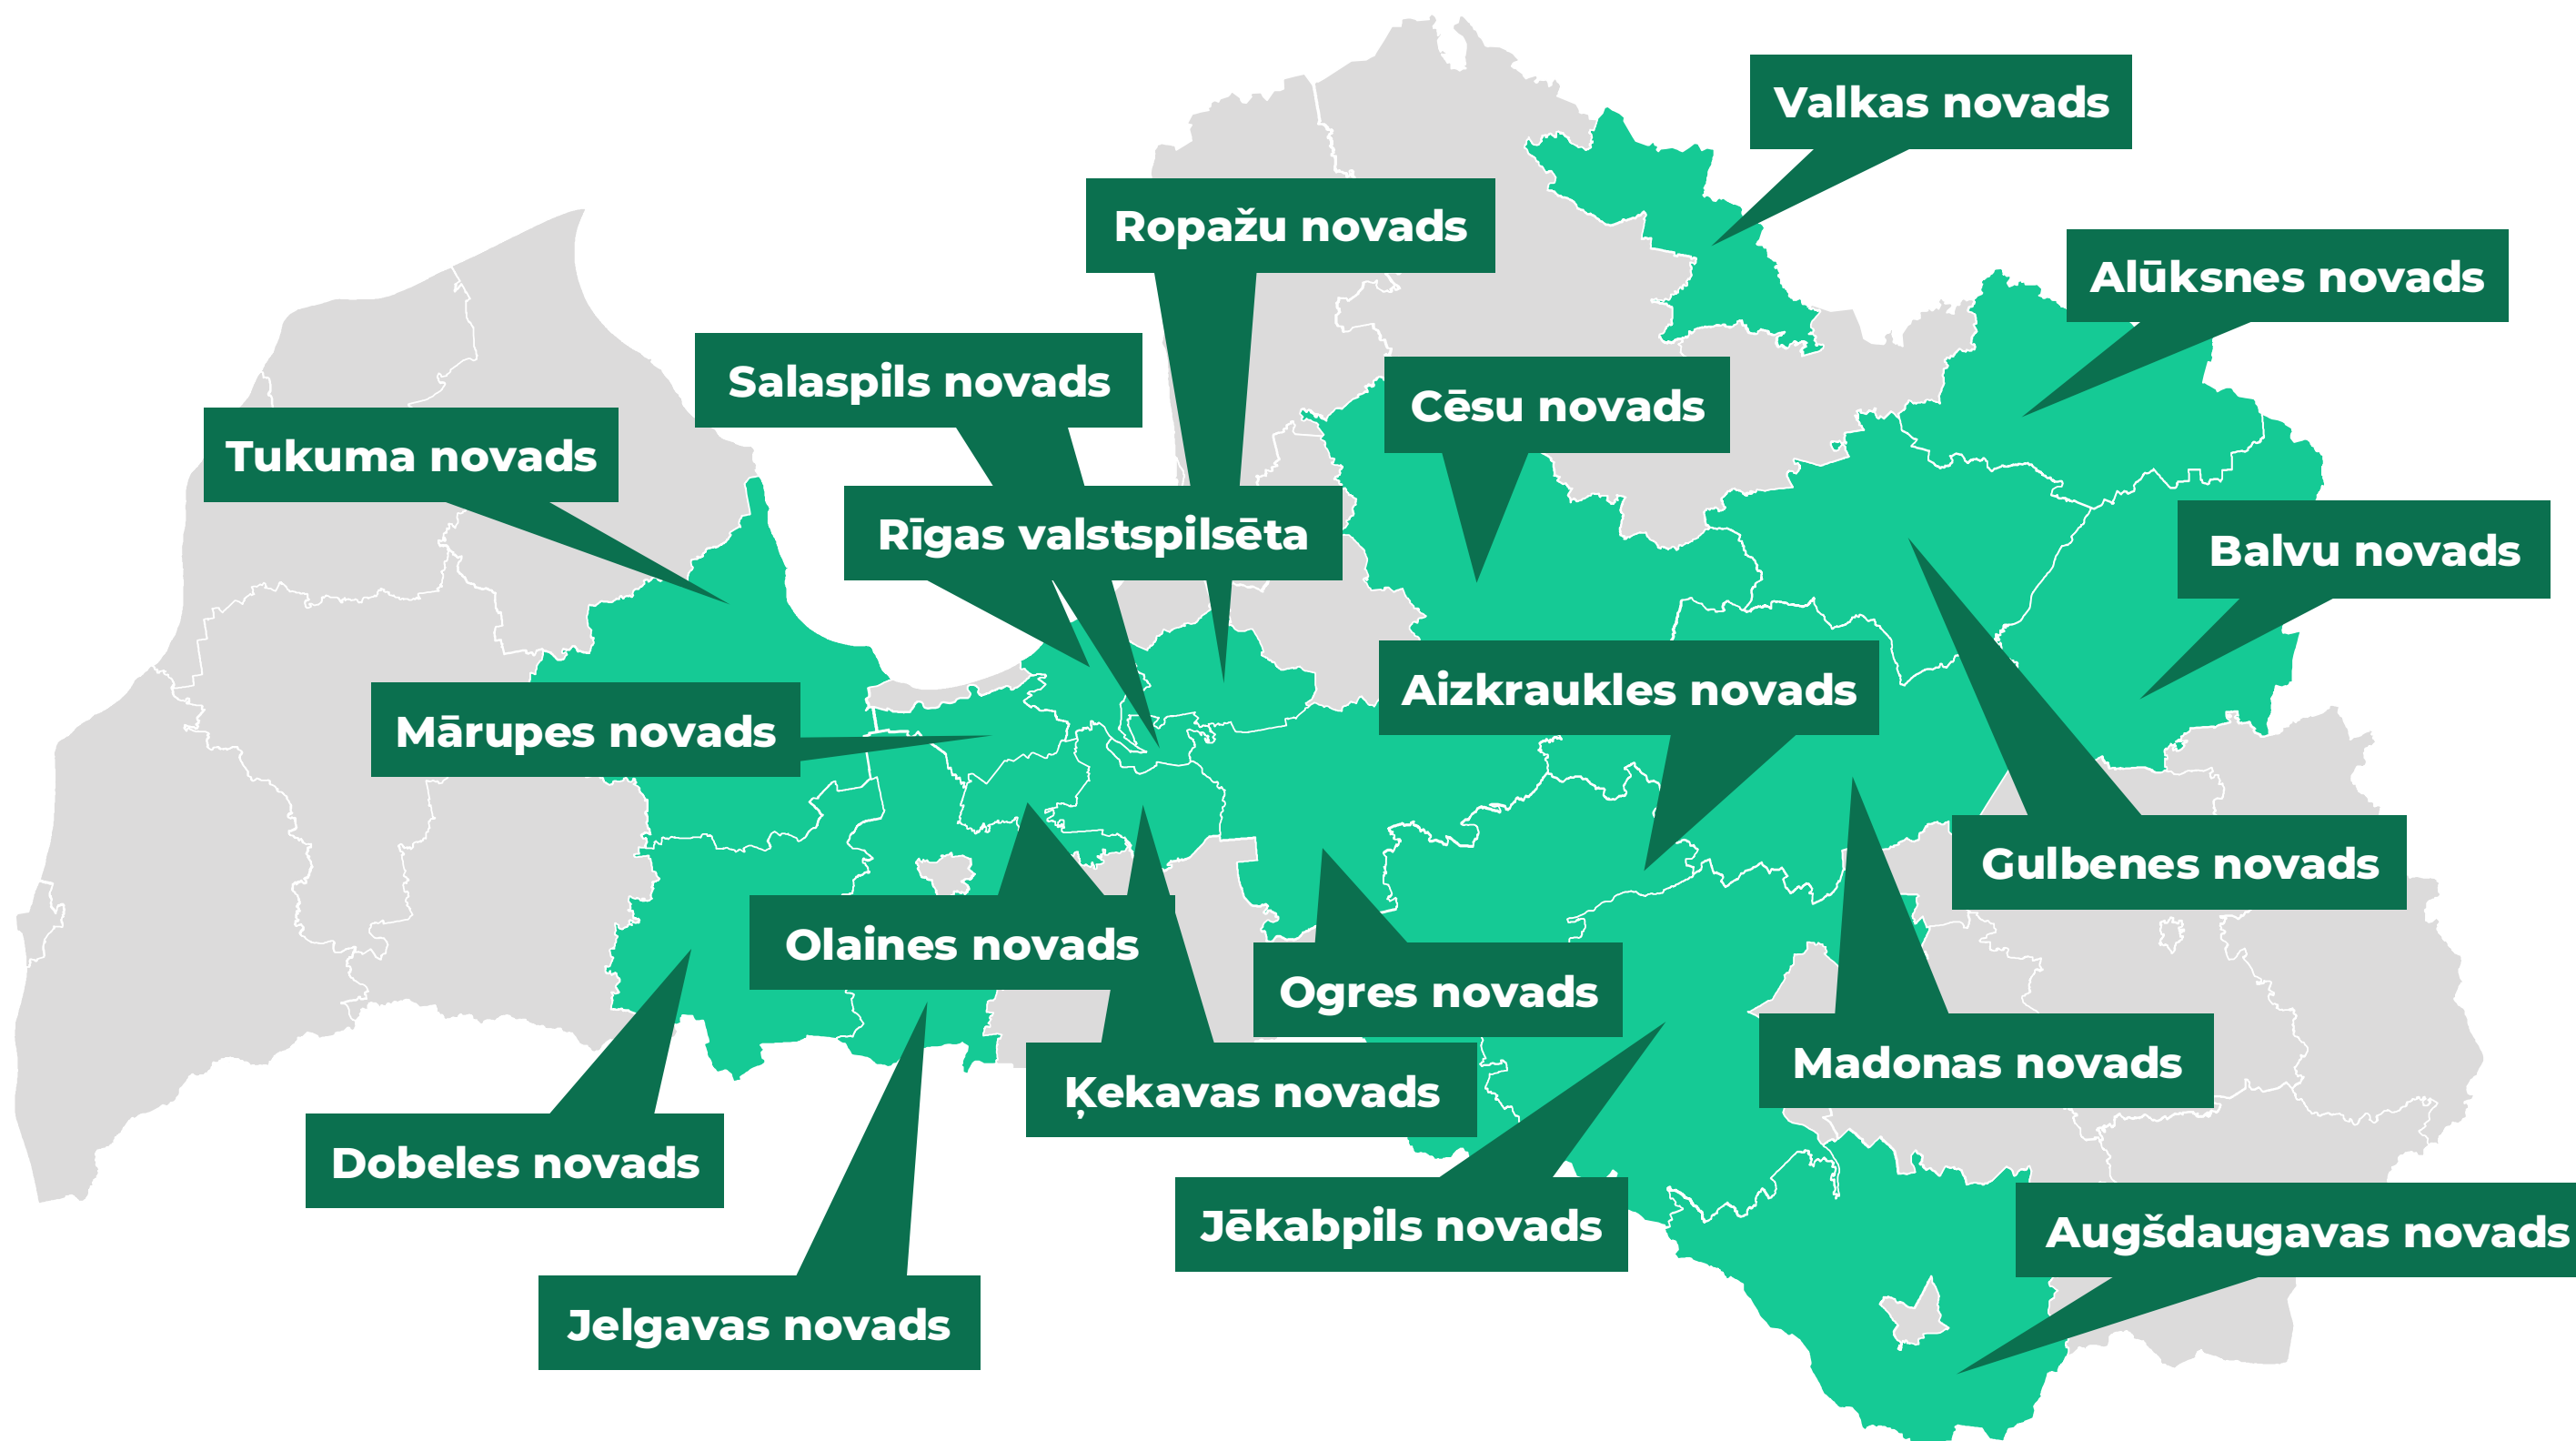 Valkas novads
Ropažu novads
Alūksnes novads
Salaspils novads
Cēsu novads
Tukuma novads
Rīgas valstspilsēta
Balvu novads
Aizkraukles novads
Mārupes novads
Gulbenes novads
Olaines novads
Ogres novads
Madonas novads
Ķekavas novads
Dobeles novads
Jēkabpils novads
Augšdaugavas novads
Jelgavas novads